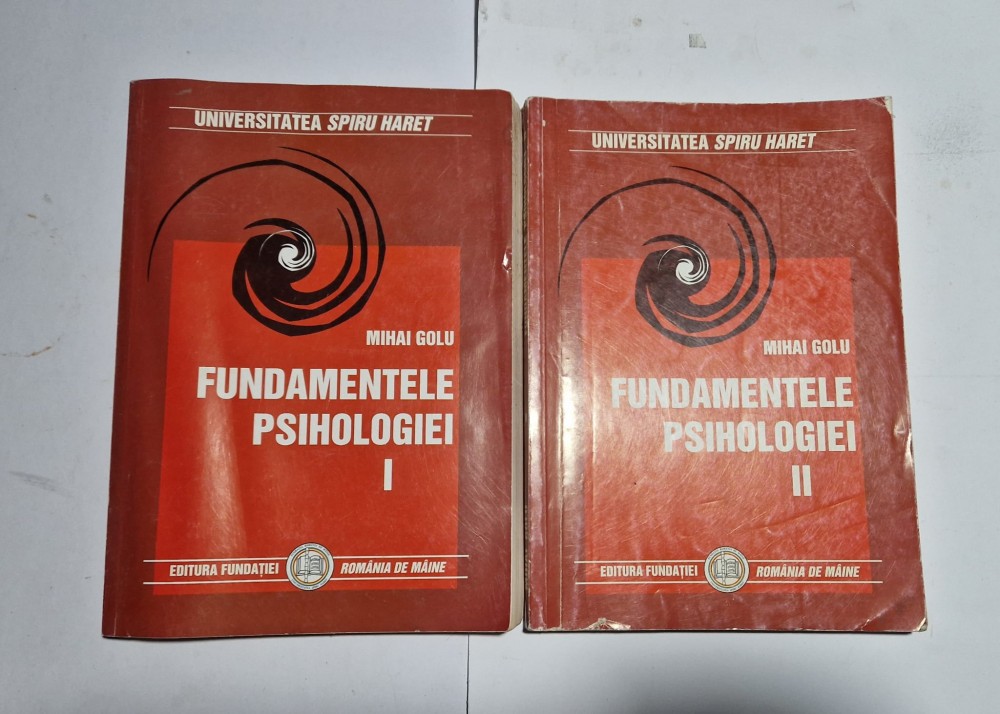 UNIVERSITATEA SPIRU HARET
MIHAI GOLU
FUNDAMENTELE
PSIHOLOGIEI
I
EDITURA FUNDAȚIEI ROMÂNIA DE MÂINE
UNIVERSITATEA SPIRU HARET
MIHAI GOLU
FUNDAMENTELE
PSIHOLOGIEI
II
EDITURA FUNDAȚIEI ROMÂNIA DE MÂINE